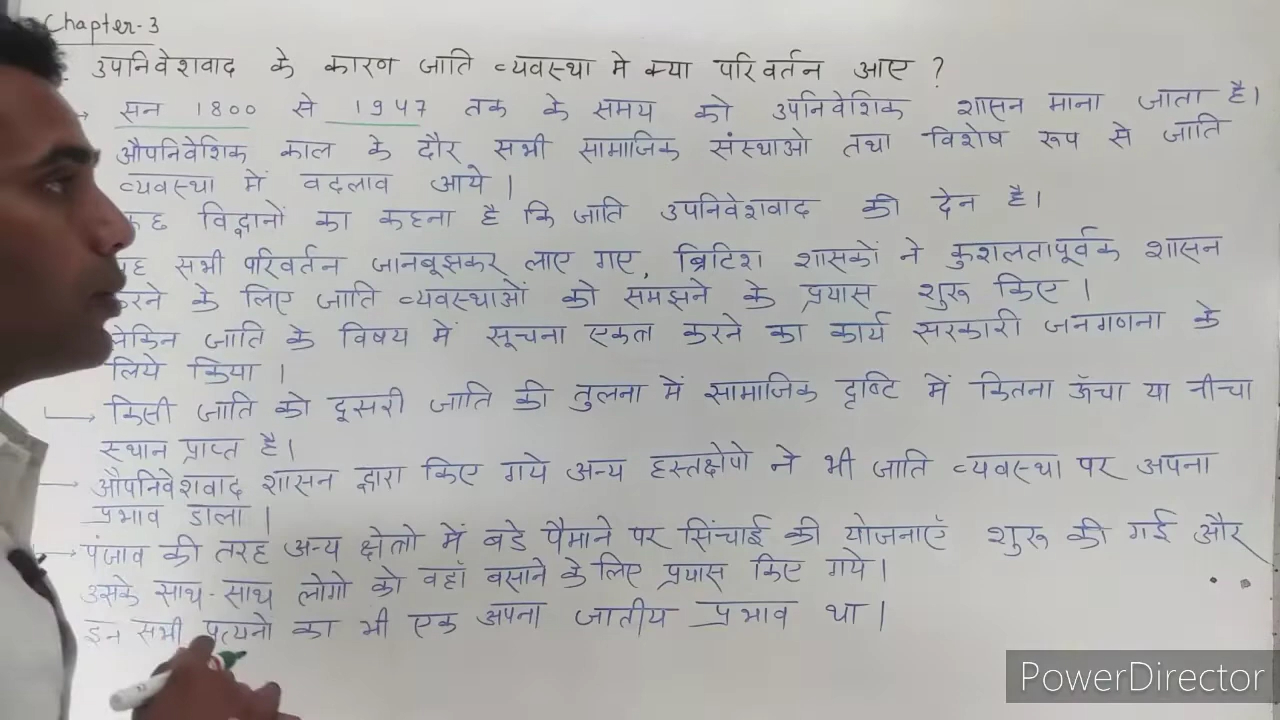 Chapter-3
उपनिवेशवाद के कारण जाति व्यवस्था मे क्या परिवर्तन आए ?
सन 1800 से 1947 तक के समय को उपनिवेशिक शासन माना जाता है।
औपनिवेशिक काल के दौर सभी सामाजिक संस्थाओ तथा विशेष रूप से जाति
व्यवस्था में वदलाव आये।
विद्वानों का कहना है कि जाति उपनिवेशवाद की देन है।
सभी परिवर्तन जानबूझकर लाए गए, ब्रिटिश शासकों ने कुशलतापूर्वक शासन
के लिए जाति व्यवस्थाओं को समझने के प्रयास शुरू किए।
जाति के विषय में सूचना एकत करने का कार्य सरकारी जनगणना के
लिये किया।
किसी जाति को दूसरी जाति की तुलना में सामाजिक दृष्टि में कितना ऊँचा या नीचा
स्थान प्राप्त है।
औपनिवेशवाद शासन द्वारा किए गये अन्य हस्तक्षेपो ने भी जाति व्यवस्था पर अपना
प्रभाव डाला।
पंजाव की तरह अन्य क्षेतो में बडे पैमाने पर सिंचाई की योजनाएँ शुरू की गई और
उसके साथ-साथ लोगो को वहाँ वसाने के लिए प्रयास किए गये।
इन सभी प्रत्यनो का भी एक अपना जातीय प्रभाव था।
PowerDirector